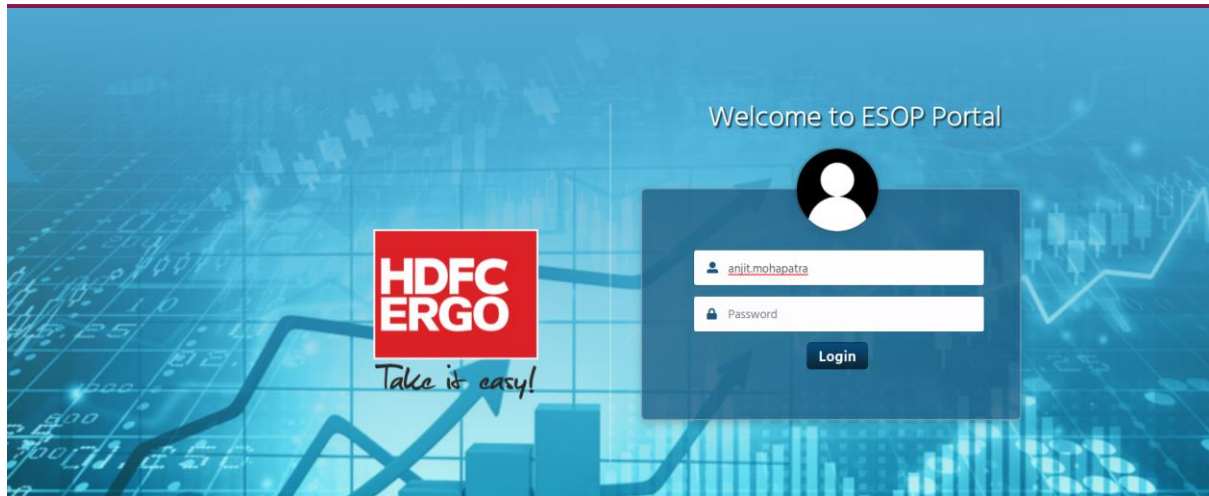 Welcome to ESOP Portal
HDFC
ERGO
Take it easy!
anjit.mohapatra
Password
Login